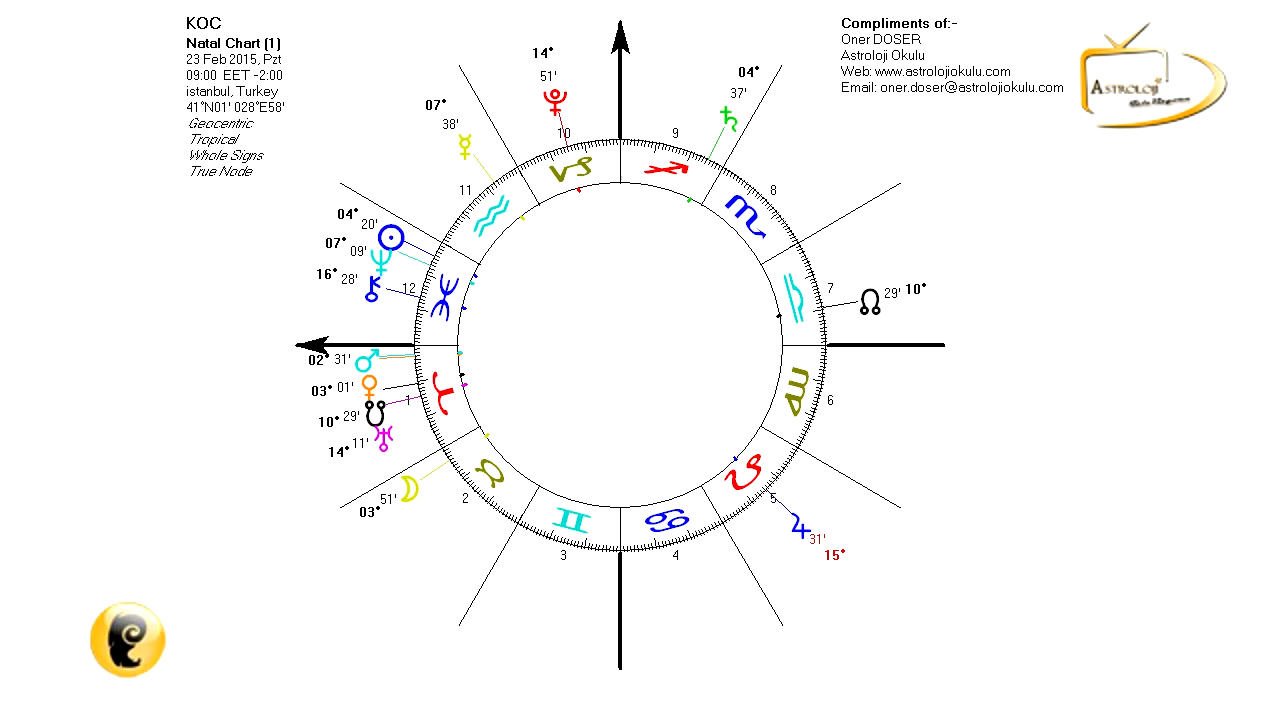 KOC
Natal Chart (1)
23 Feb 2015, Pzt
09:00 EET -2:00
istanbul, Turkey
41°N01' 028°E58'
Geocentric
Tropical
Whole Signs
True Node
Compliments of:-
Oner DOSER
Astroloji Okulu
Web: www.astrolojiokulu.com
Email: oner.doser@astrolojiokulu.com
ASTROLOJİ
14°
51'
04°
37'
07°
38'
10
9
11
8
04° 20'
07° 09'
16° 28'
12
7
29' 10°
02° 31'
03° 01'
10° 29'
14° 11'
1
6
03° 51'
2
5
31'
15°
3
4